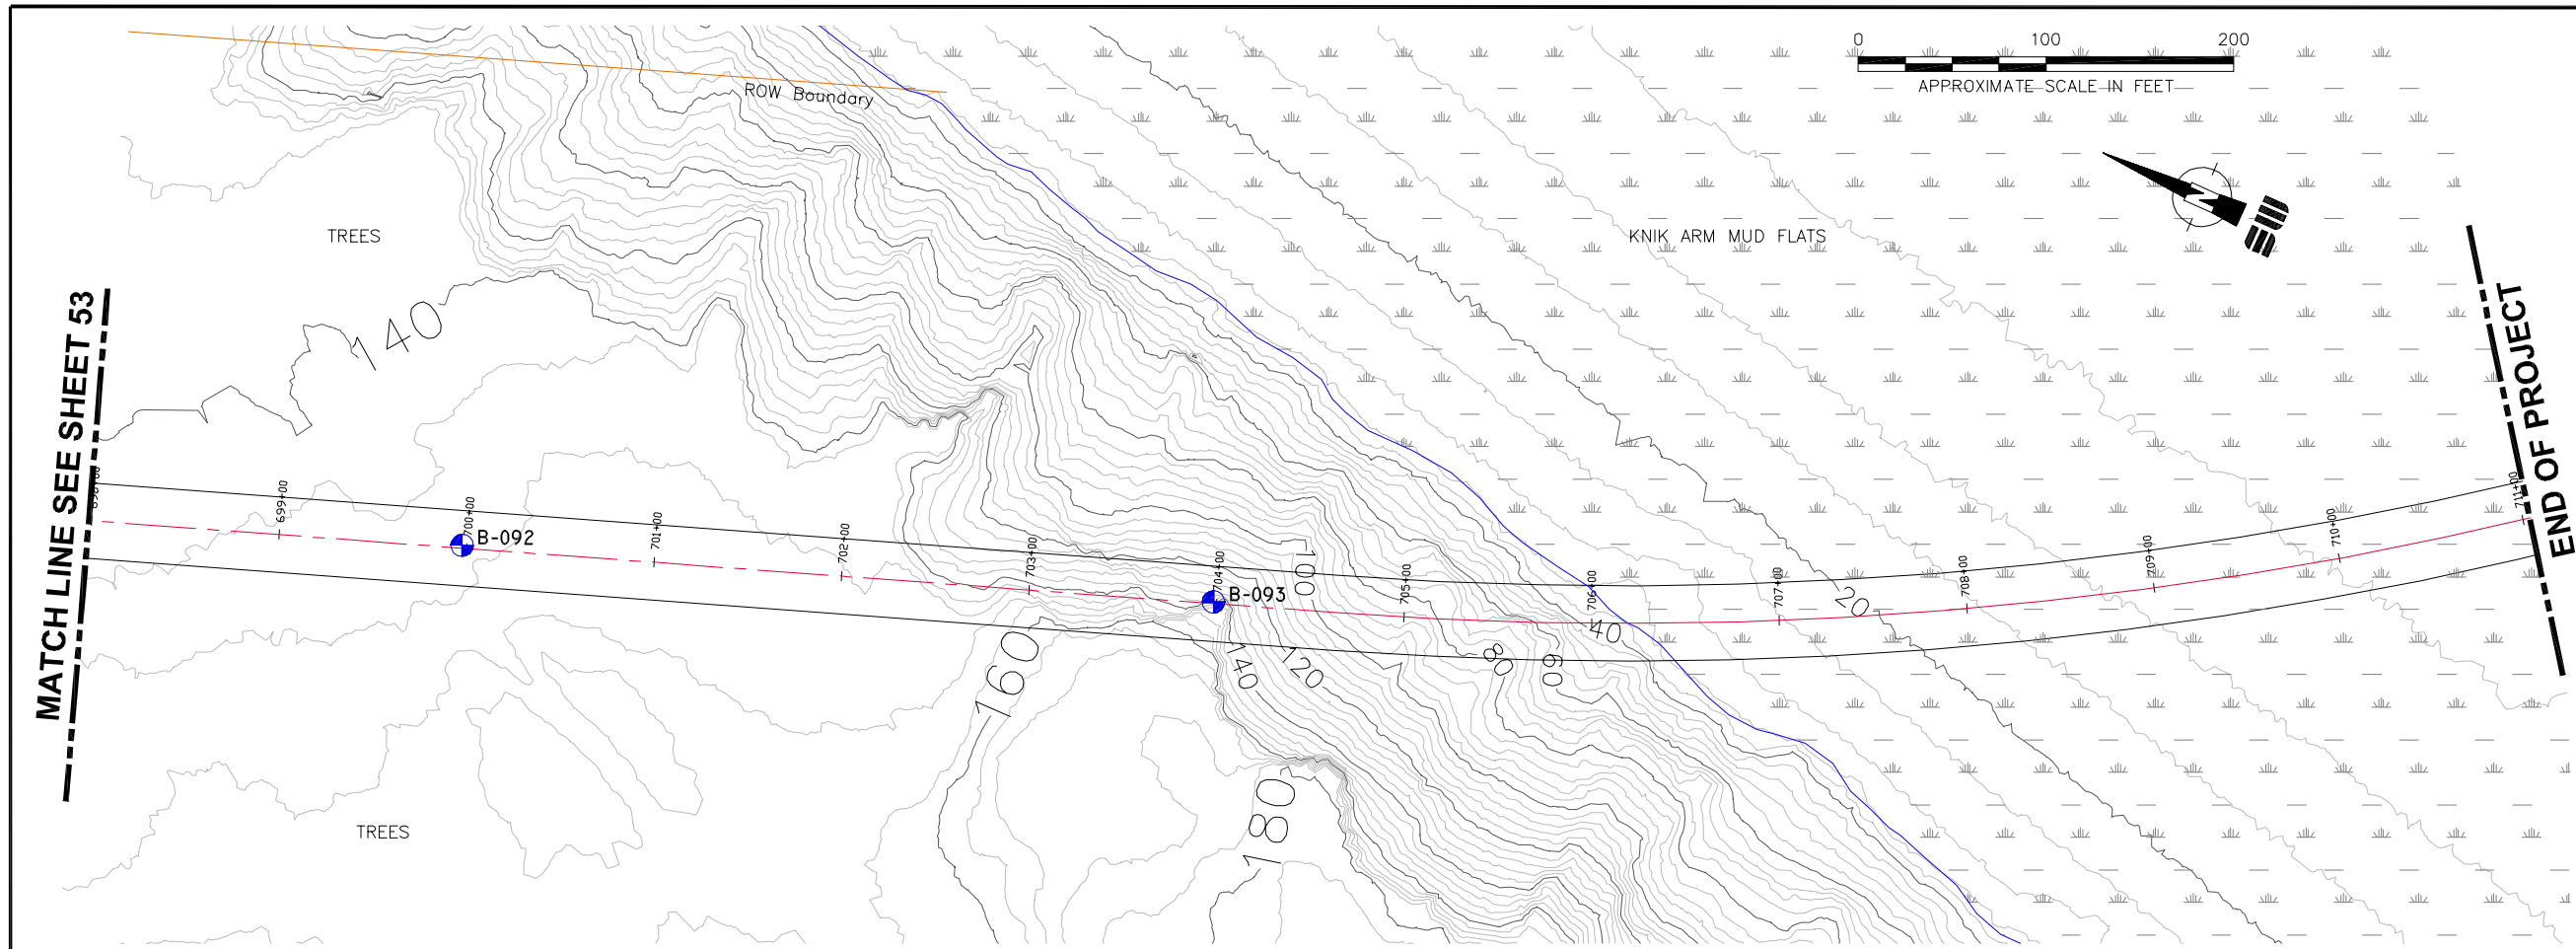 0 100 200
APPROXIMATE SCALE IN FEET
ROW Boundary
TREES
KNIK ARM MUD FLATS
140
MATCH LINE SEE SHEET 53
END OF PROJECT
698+00
699+00
700+00
B-092
701+00
702+00
703+00
704+00
B-093
705+00
706+00
707+00
708+00
709+00
710+00
711+00
100
20
40
160
140
120
80
60
180
TREES